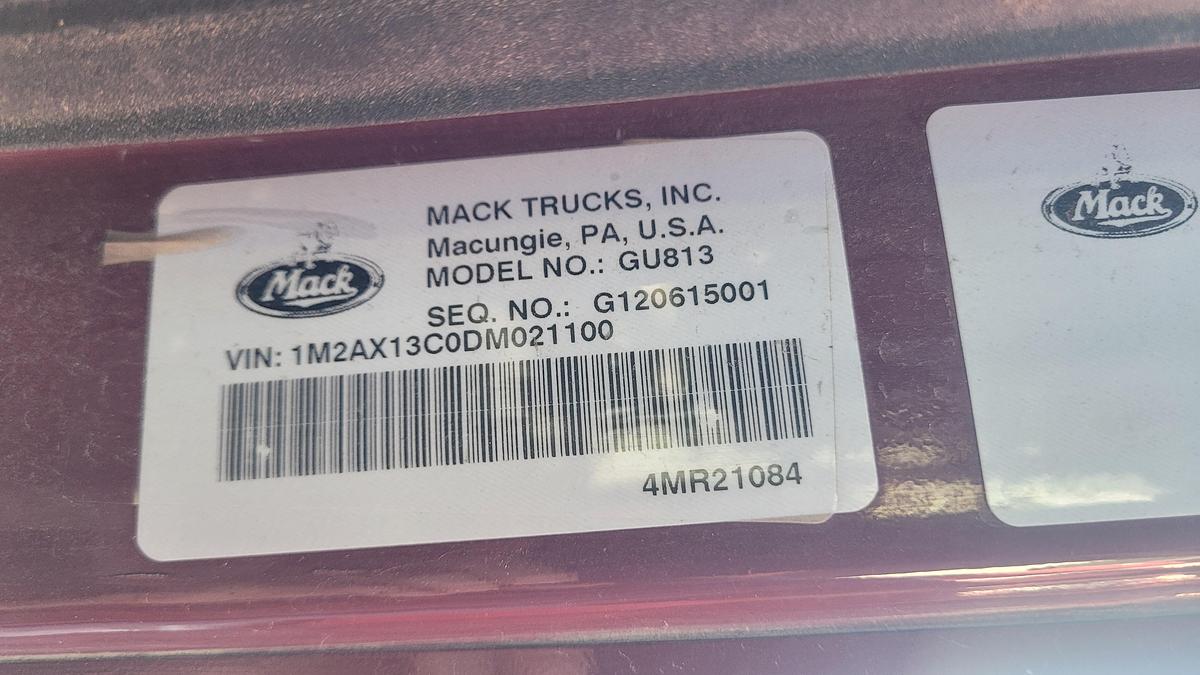 MACK TRUCKS, INC.
Macungie, PA, U.S.A.
MODEL NO.: GU813
Mack
SEQ. NO.: G120615001
VIN: 1M2AX13C0DM021100
4MR21084
Mack